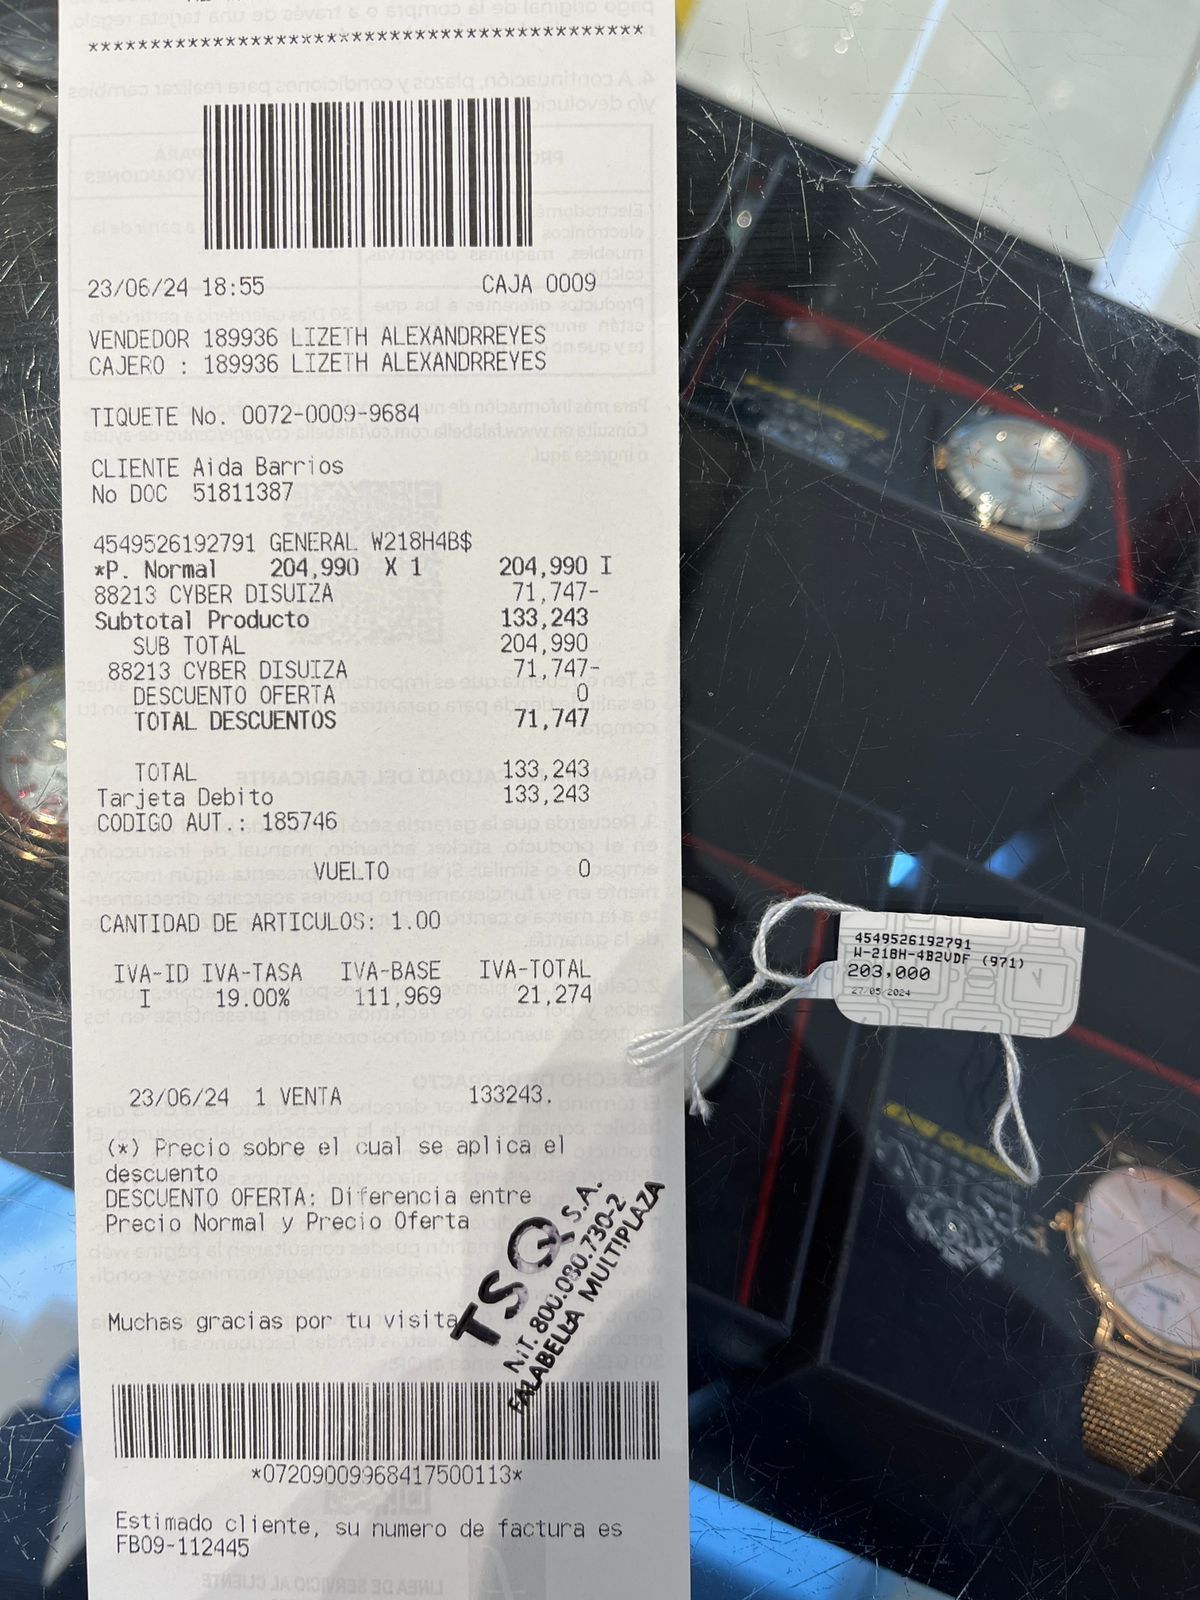 ********************************************
23/06/24 18:55 CAJA 0009
VENDEDOR 189936 LIZETH ALEXANDRREYES
CAJERO : 189936 LIZETH ALEXANDRREYES
TIQUETE No. 0072-0009-9684
CLIENTE Aida Barrios
No DOC 51811387
4549526192791 GENERAL W218H4B$
*P. Normal 204,990 X 1 204,990 I
88213 CYBER DISUIZA 71,747-
Subtotal Producto 133,243
SUB TOTAL 204,990
88213 CYBER DISUIZA 71,747-
DESCUENTO OFERTA 0
TOTAL DESCUENTOS 71,747
TOTAL 133,243
Tarjeta Debito 133,243
CODIGO AUT.: 185746
VUELTO 0
CANTIDAD DE ARTICULOS: 1.00
IVA-ID IVA-TASA IVA-BASE IVA-TOTAL
I 19.00% 111,969 21,274
23/06/24 1 VENTA 133243.
(*) Precio sobre el cual se aplica el
descuento
DESCUENTO OFERTA: Diferencia entre
Precio Normal y Precio Oferta
Muchas gracias por tu visita
TSQ S.A.
NIT. 800.080.730-2
FALABELLA MULTIPLAZA
*07209009968417500113*
Estimado cliente, su numero de factura es
FB09-112445
4549526192791
W-218H-4B2VDF (971)
203,000
27/05/2024